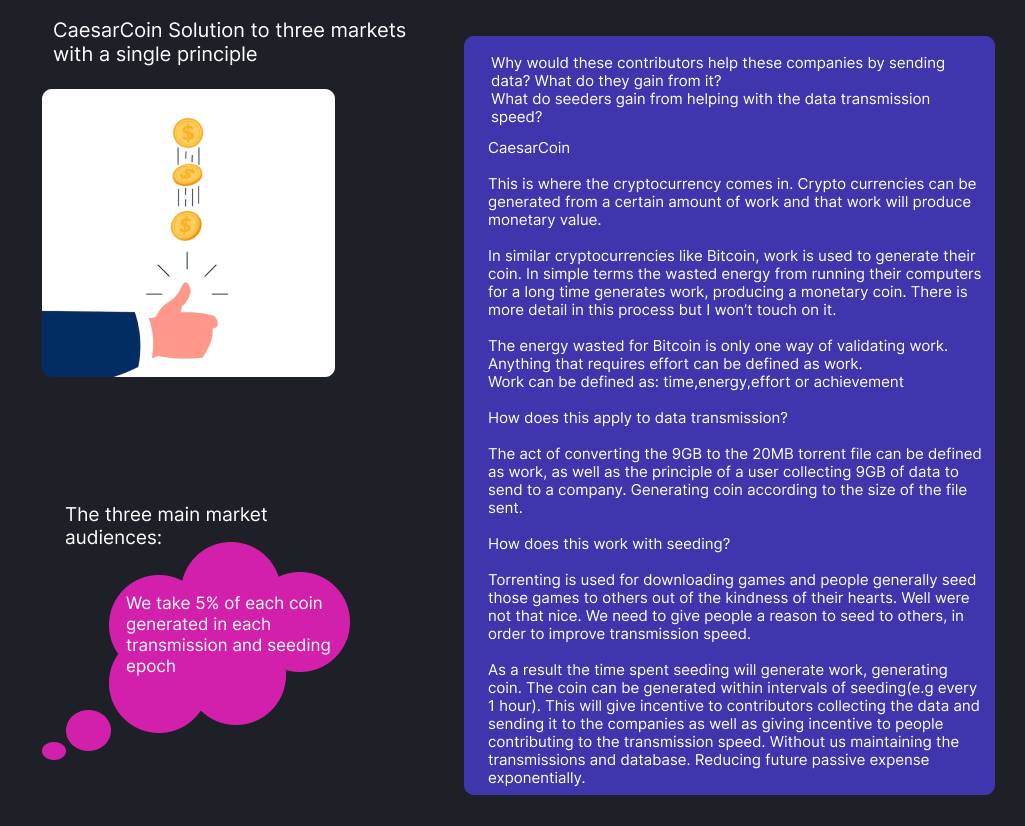 CaesarCoin Solution to three markets
with a single principle
$
$
$
The three main market
audiences:
We take 5% of each coin
generated in each
transmission and seeding
epoch
Why would these contributors help these companies by sending
data? What do they gain from it?
What do seeders gain from helping with the data transmission
speed?
CaesarCoin
This is where the cryptocurrency comes in. Crypto currencies can be
generated from a certain amount of work and that work will produce
monetary value.
In similar cryptocurrencies like Bitcoin, work is used to generate their
coin. In simple terms the wasted energy from running their computers
for a long time generates work, producing a monetary coin. There is
more detail in this process but I won’t touch on it.
The energy wasted for Bitcoin is only one way of validating work.
Anything that requires effort can be defined as work.
Work can be defined as: time,energy,effort or achievement
How does this apply to data transmission?
The act of converting the 9GB to the 20MB torrent file can be defined
as work, as well as the principle of a user collecting 9GB of data to
send to a company. Generating coin according to the size of the file
sent.
How does this work with seeding?
Torrenting is used for downloading games and people generally seed
those games to others out of the kindness of their hearts. Well were
not that nice. We need to give people a reason to seed to others, in
order to improve transmission speed.
As a result the time spent seeding will generate work, generating
coin. The coin can be generated within intervals of seeding(e.g every
1 hour). This will give incentive to contributors collecting the data and
sending it to the companies as well as giving incentive to people
contributing to the transmission speed. Without us maintaining the
transmissions and database. Reducing future passive expense
exponentially.